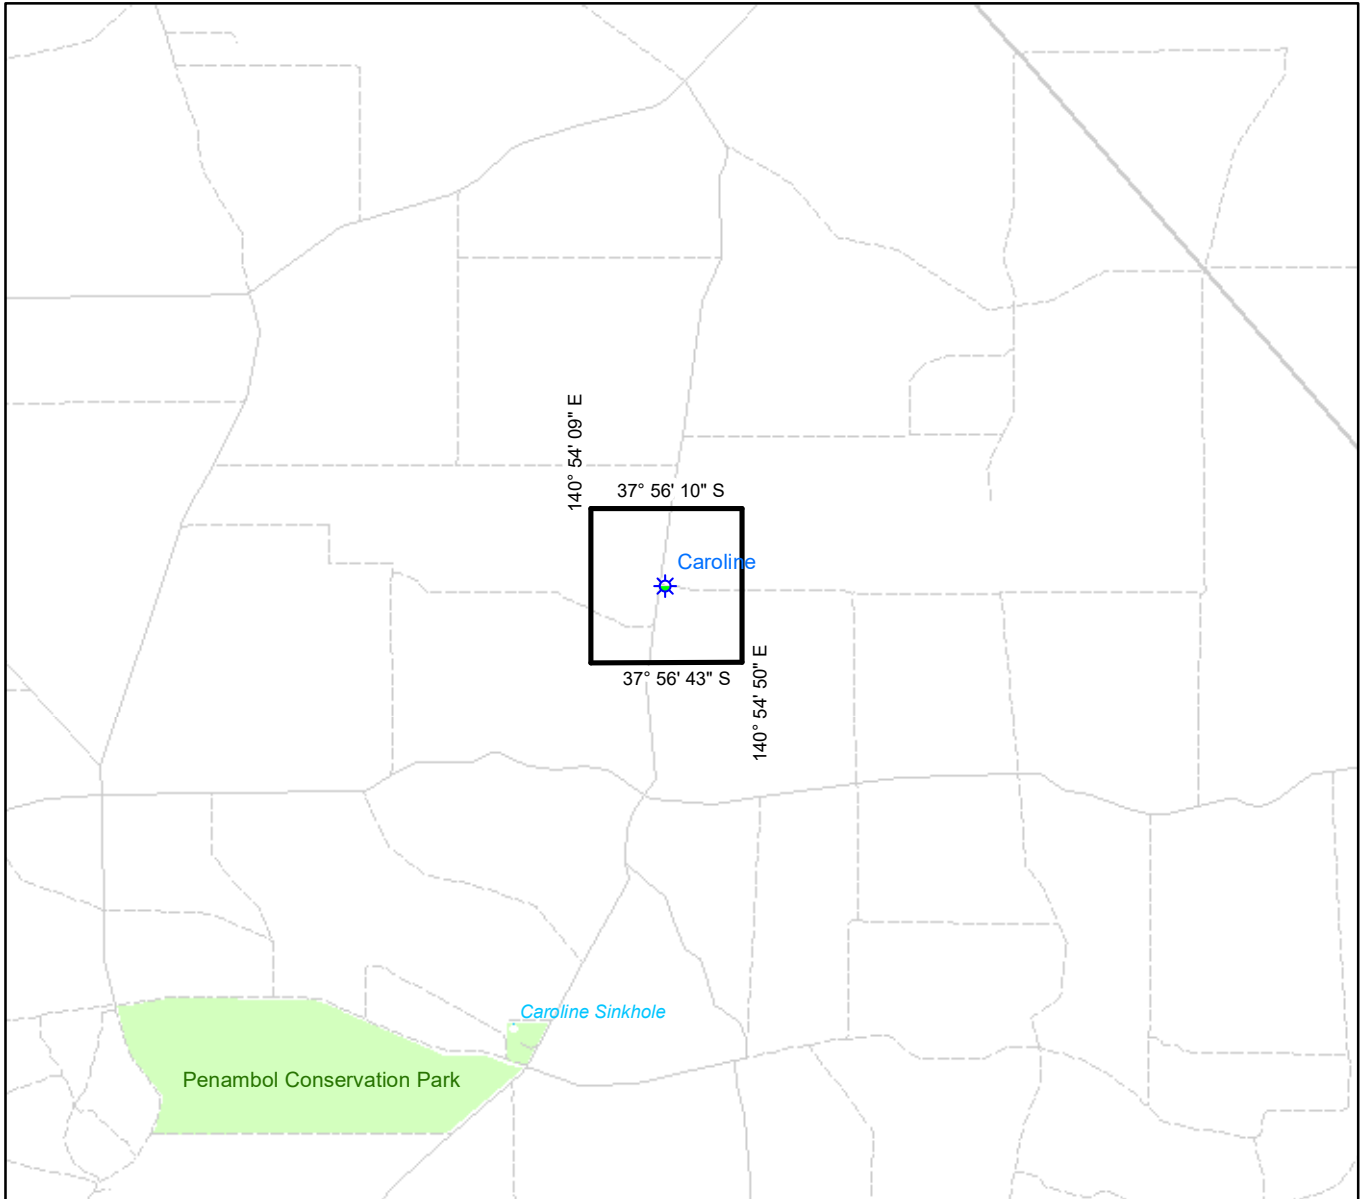 140° 54' 09" E
37° 56' 10" S
Caroline
37° 56' 43" S
140° 54' 50" E
Caroline Sinkhole
Penambol Conservation Park